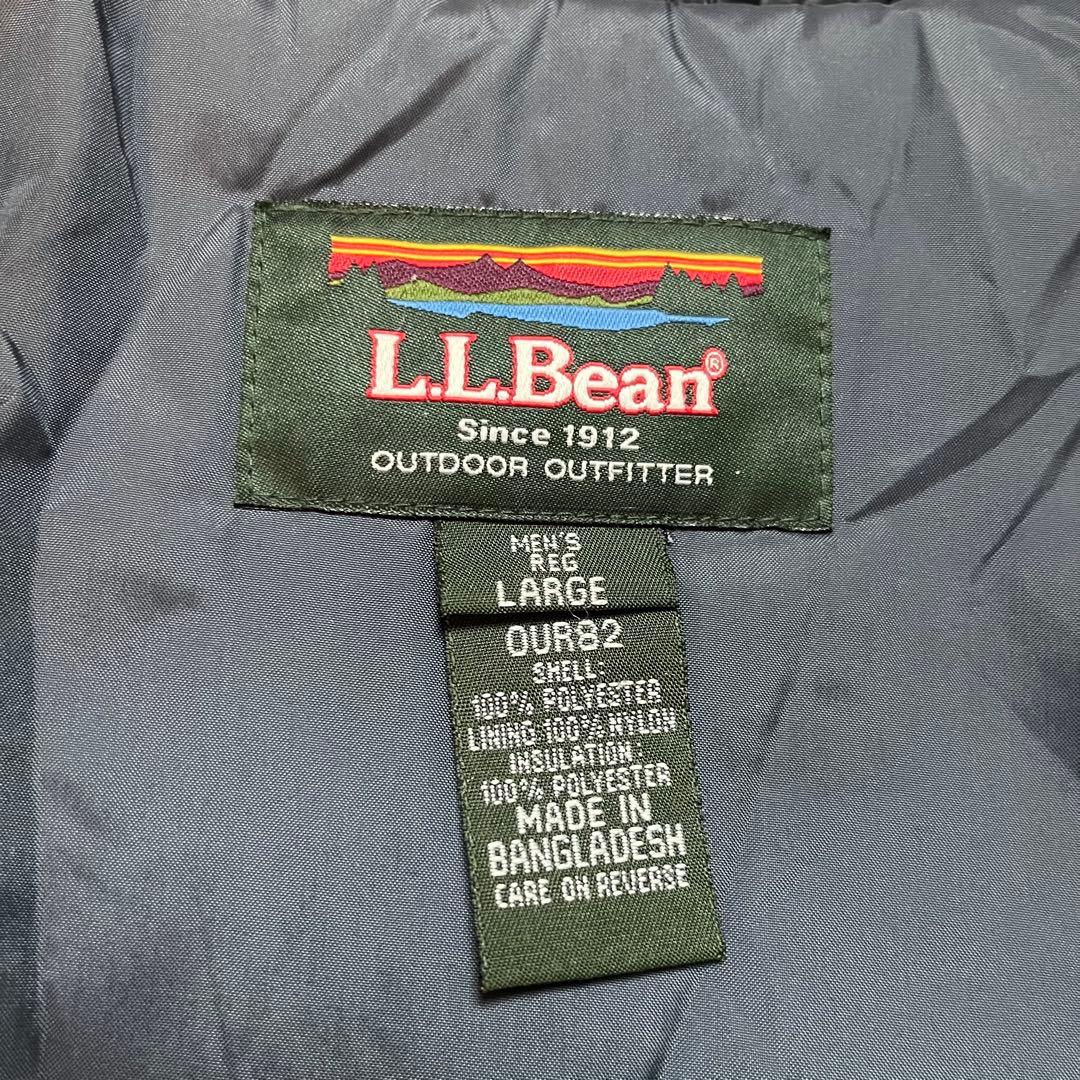 L.L.Bean®
Since 1912
OUTDOOR OUTFITTER
MEN'S
REG
LARGE
OUR82
SHELL:
100% POLYESTER
LINING 100% NYLON
INSULATION:
100% POLYESTER
MADE IN
BANGLADESH
CARE ON REVERSE